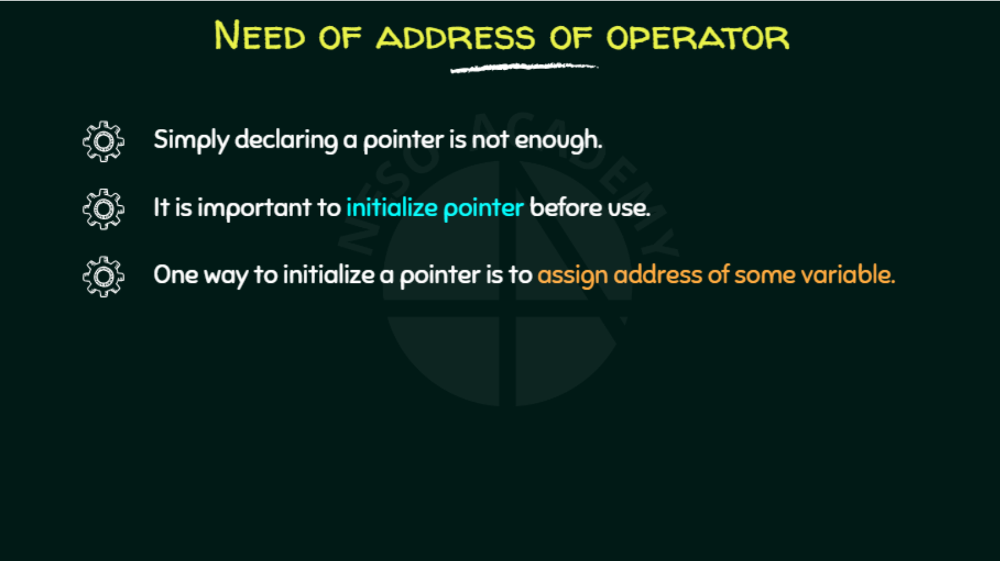 NEED OF ADDRESS OF OPERATOR
Simply declaring a pointer is not enough.
It is important to initialize pointer before use.
One way to initialize a pointer is to assign address of some variable.
NESO ACADEMY